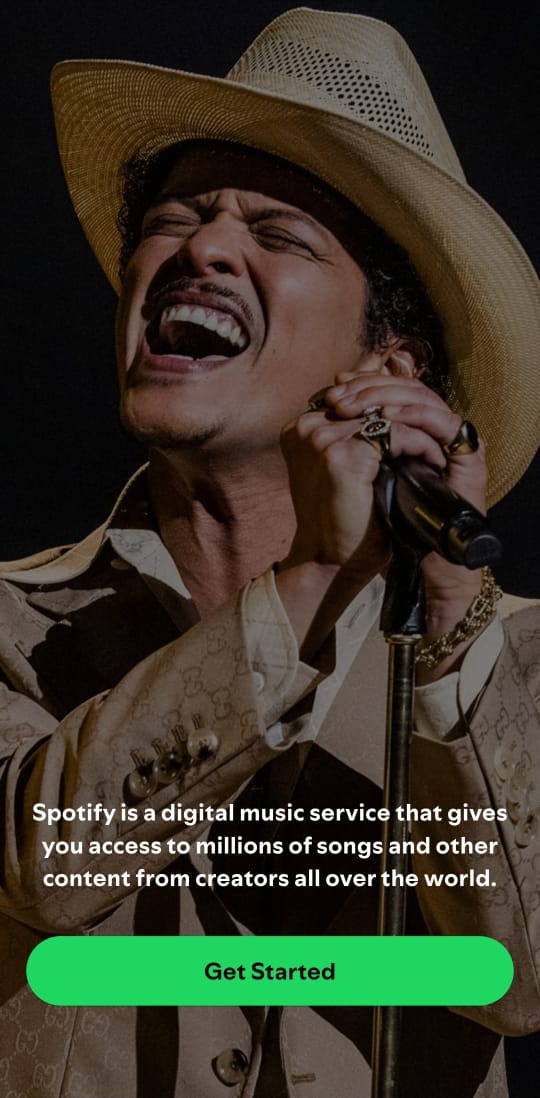 Spotify is a digital music service that gives
you access to millions of songs and other
content from creators all over the world.
Get Started